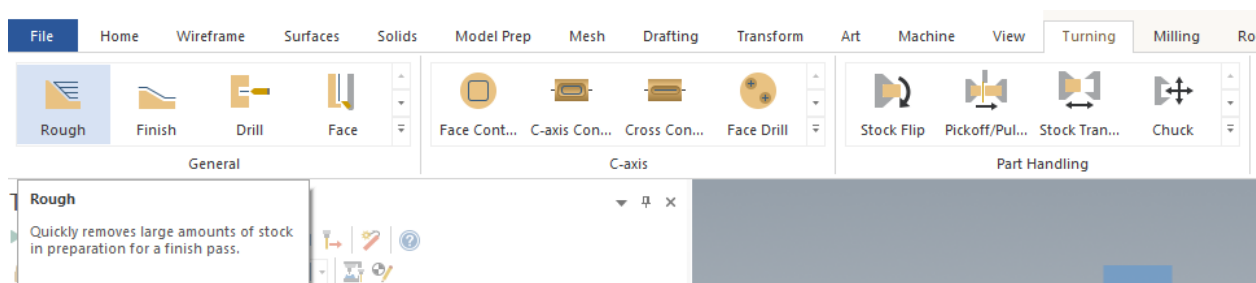 File Home Wireframe Surfaces Solids Model Prep Mesh Drafting Transform Art Machine View Turning Milling Ro
Rough Finish Drill Face Face Cont... C-axis Con... Cross Con... Face Drill Stock Flip Pickoff/Pul... Stock Tran... Chuck
General C-axis Part Handling
Rough
Quickly removes large amounts of stock
in preparation for a finish pass.